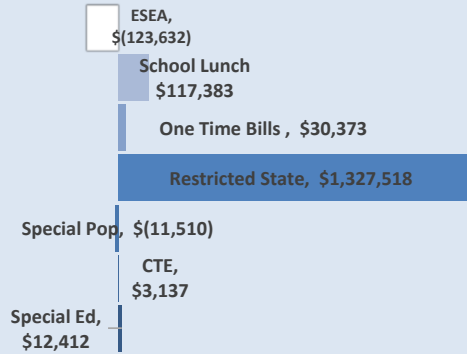 ESEA,
$(123,632)
School Lunch
$117,383
One Time Bills , $30,373
Restricted State, $1,327,518
Special Pop, $(11,510)
CTE,
$3,137
Special Ed,
$12,412